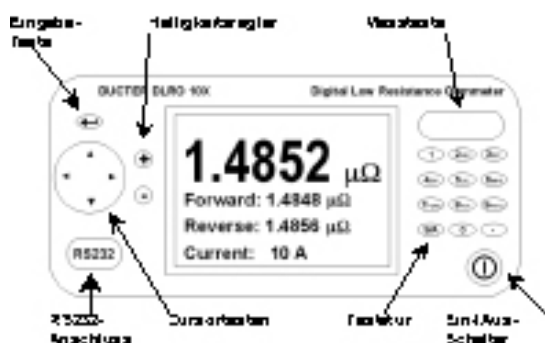 Eingabe-
Taste
Helligkeitsregler
Messtaste
DUCTER DLRO 10X
Digital Low Resistance Ohmmeter
1.4852 μΩ
Forward: 1.4848 μΩ
Reverse: 1.4856 μΩ
Current: 10 A
RS232
RS232-
Anschluss
Cursortasten
Tastatur
Ein-/Aus-
Schalter